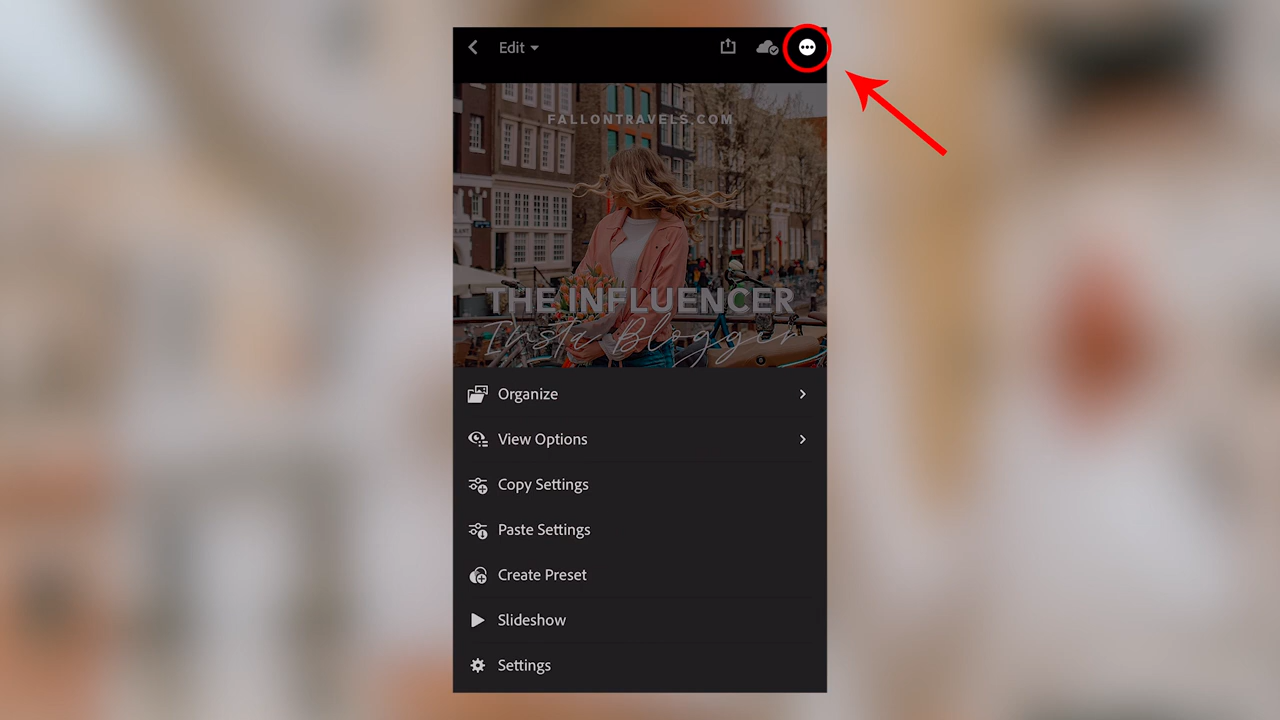 Edit
FALLONTRAVELS.COM
THE INFLUENCER
Insta Blogger
Organize
View Options
Copy Settings
Paste Settings
Create Preset
Slideshow
Settings